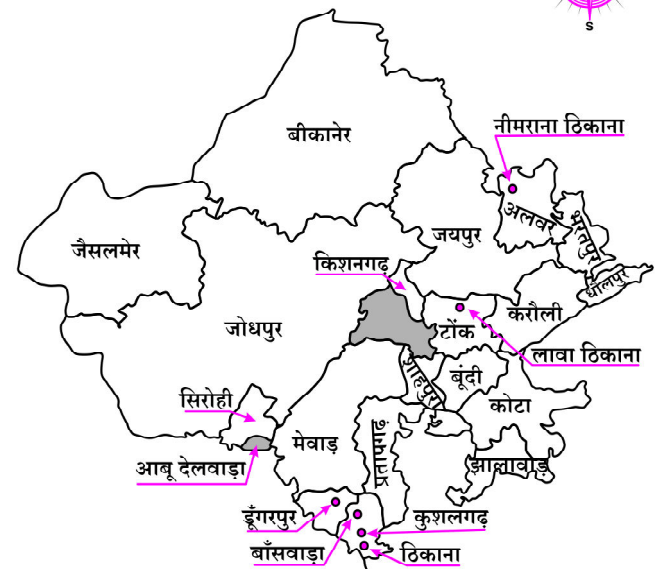 S
नीमराना ठिकाना
बीकानेर
अलवर
भरतपुर
जयपुर
जैसलमेर
किशनगढ़
धौलपुर
करौली
जोधपुर
टोंक
लावा ठिकाना
शाहपुरा
बूंदी
सिरोही
कोटा
मेवाड़
प्रतापगढ़
झालावाड़
आबू देलवाड़ा
डूँगरपुर
कुशलगढ़
बाँसवाड़ा
ठिकाना